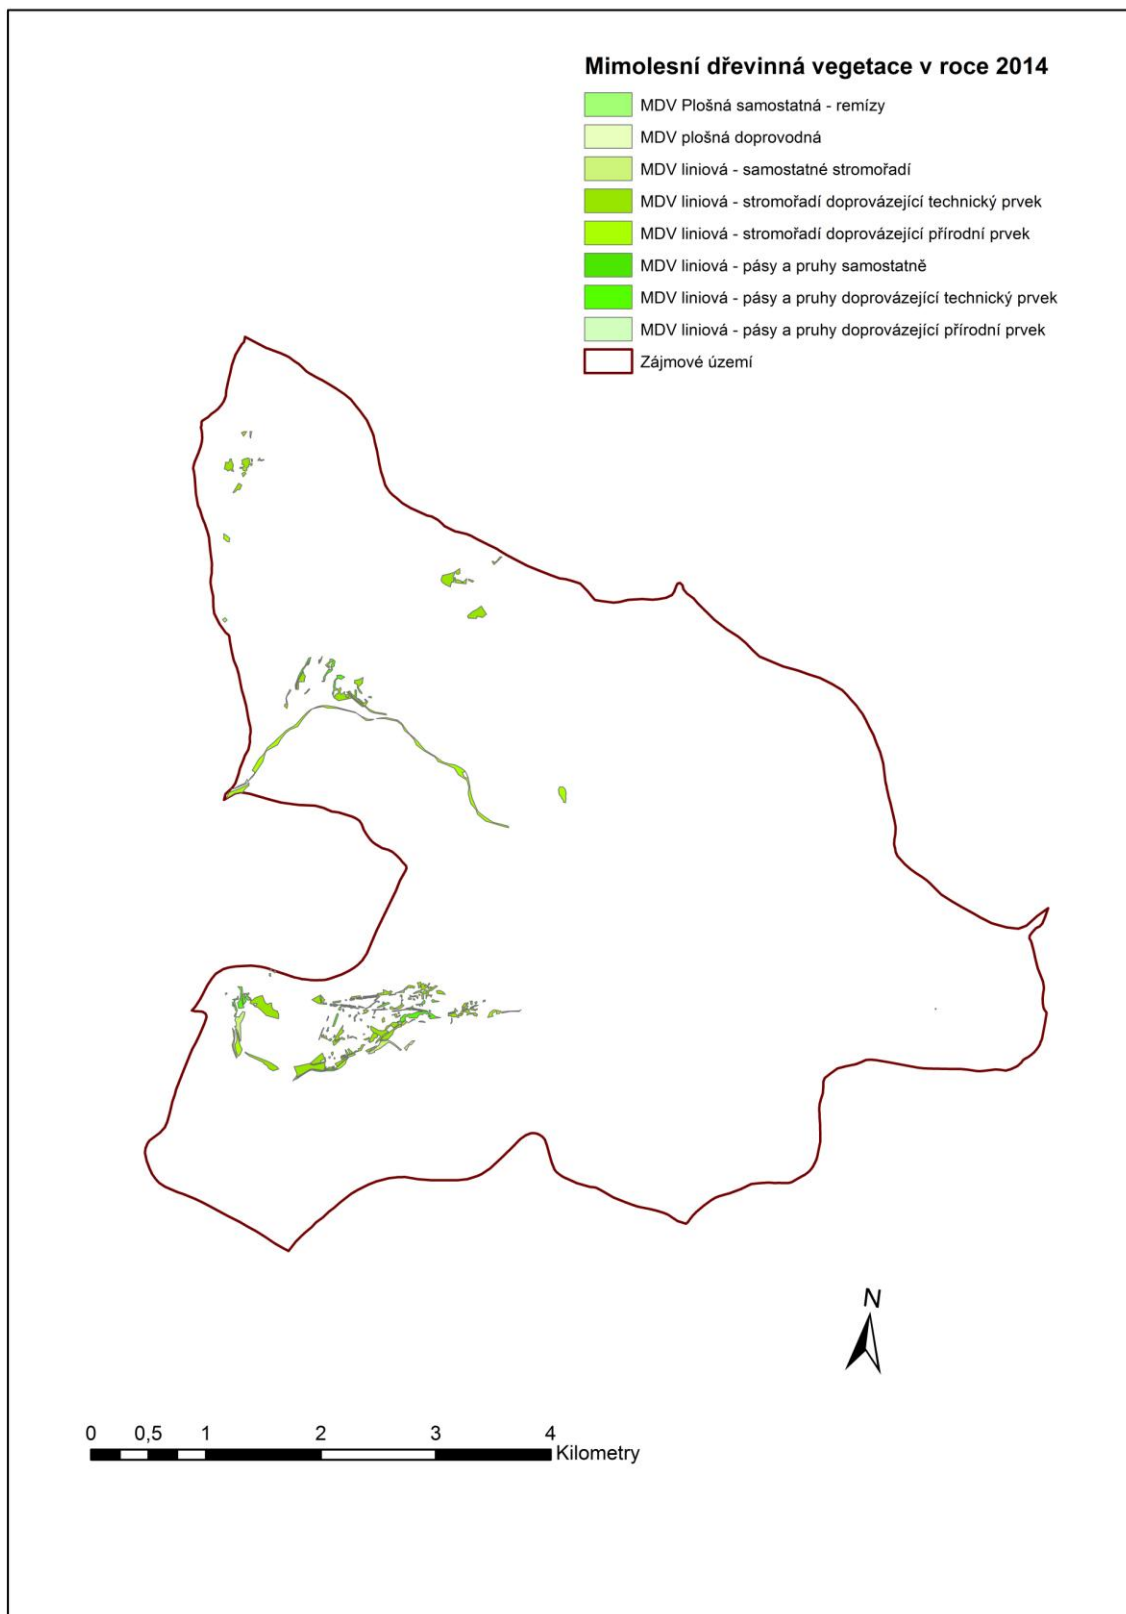 Mimolesní dřevinná vegetace v roce 2014
MDV Plošná samostatná - remízy
MDV plošná doprovodná
MDV liniová - samostatné stromořadí
MDV liniová - stromořadí doprovázející technický prvek
MDV liniová - stromořadí doprovázející přírodní prvek
MDV liniová - pásy a pruhy samostatně
MDV liniová - pásy a pruhy doprovázející technický prvek
MDV liniová - pásy a pruhy doprovázející přírodní prvek
Zájmové území
N
0 0,5 1 2 3 4
Kilometry